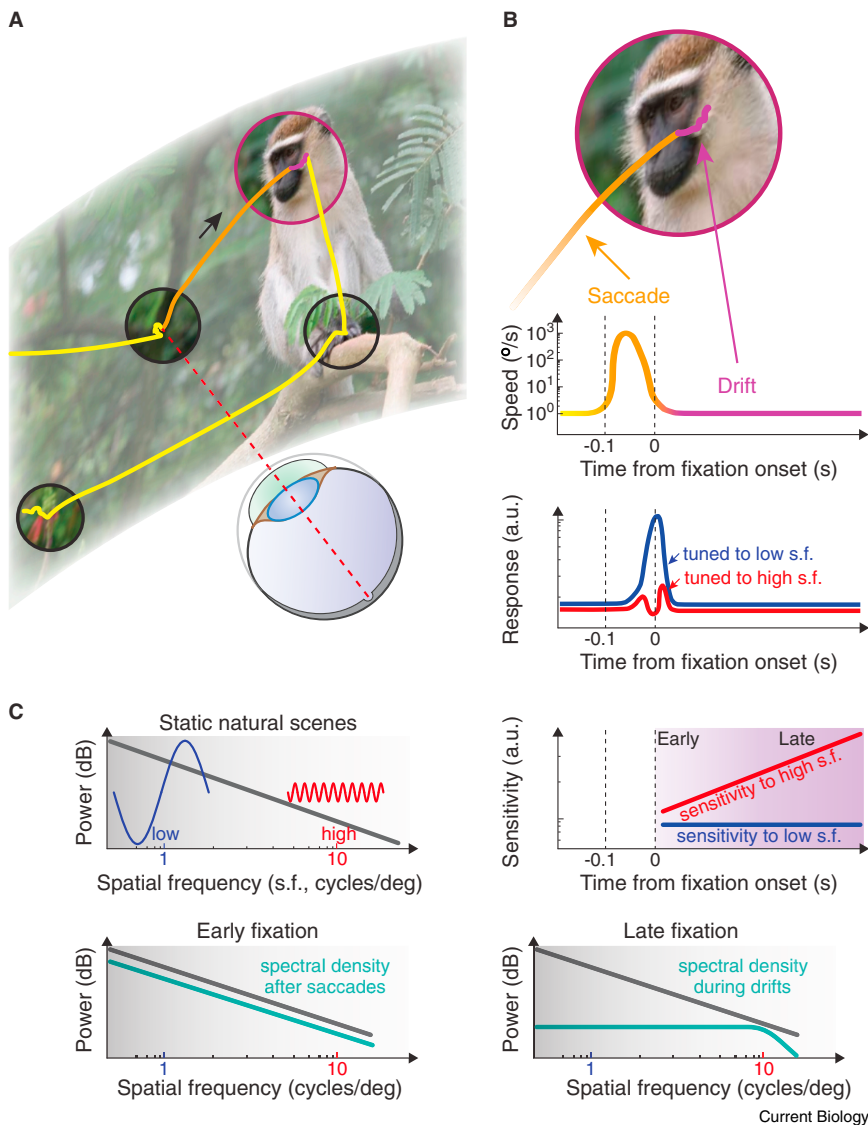 A
B
Saccade
Drift
Speed (º/s)
10³
10²
10¹
10⁰
-0.1
0
Time from fixation onset (s)
Response (a.u.)
tuned to low s.f.
tuned to high s.f.
-0.1
0
Time from fixation onset (s)
C
Static natural scenes
Power (dB)
low
high
1
10
Spatial frequency (s.f., cycles/deg)
Sensitivity (a.u.)
Early
Late
sensitivity to high s.f.
sensitivity to low s.f.
-0.1
0
Time from fixation onset (s)
Early fixation
Power (dB)
spectral density
after saccades
1
10
Spatial frequency (cycles/deg)
Late fixation
Power (dB)
spectral density
during drifts
1
10
Spatial frequency (cycles/deg)
Current Biology